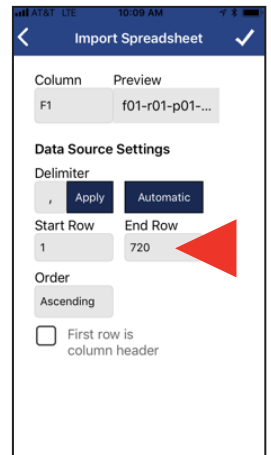 AT&T LTE 10:09 AM
Import Spreadsheet
Column Preview
F1 f01-r01-p01-...
Data Source Settings
Delimiter
, Apply Automatic
Start Row End Row
1 720
Order
Ascending
First row is
column header